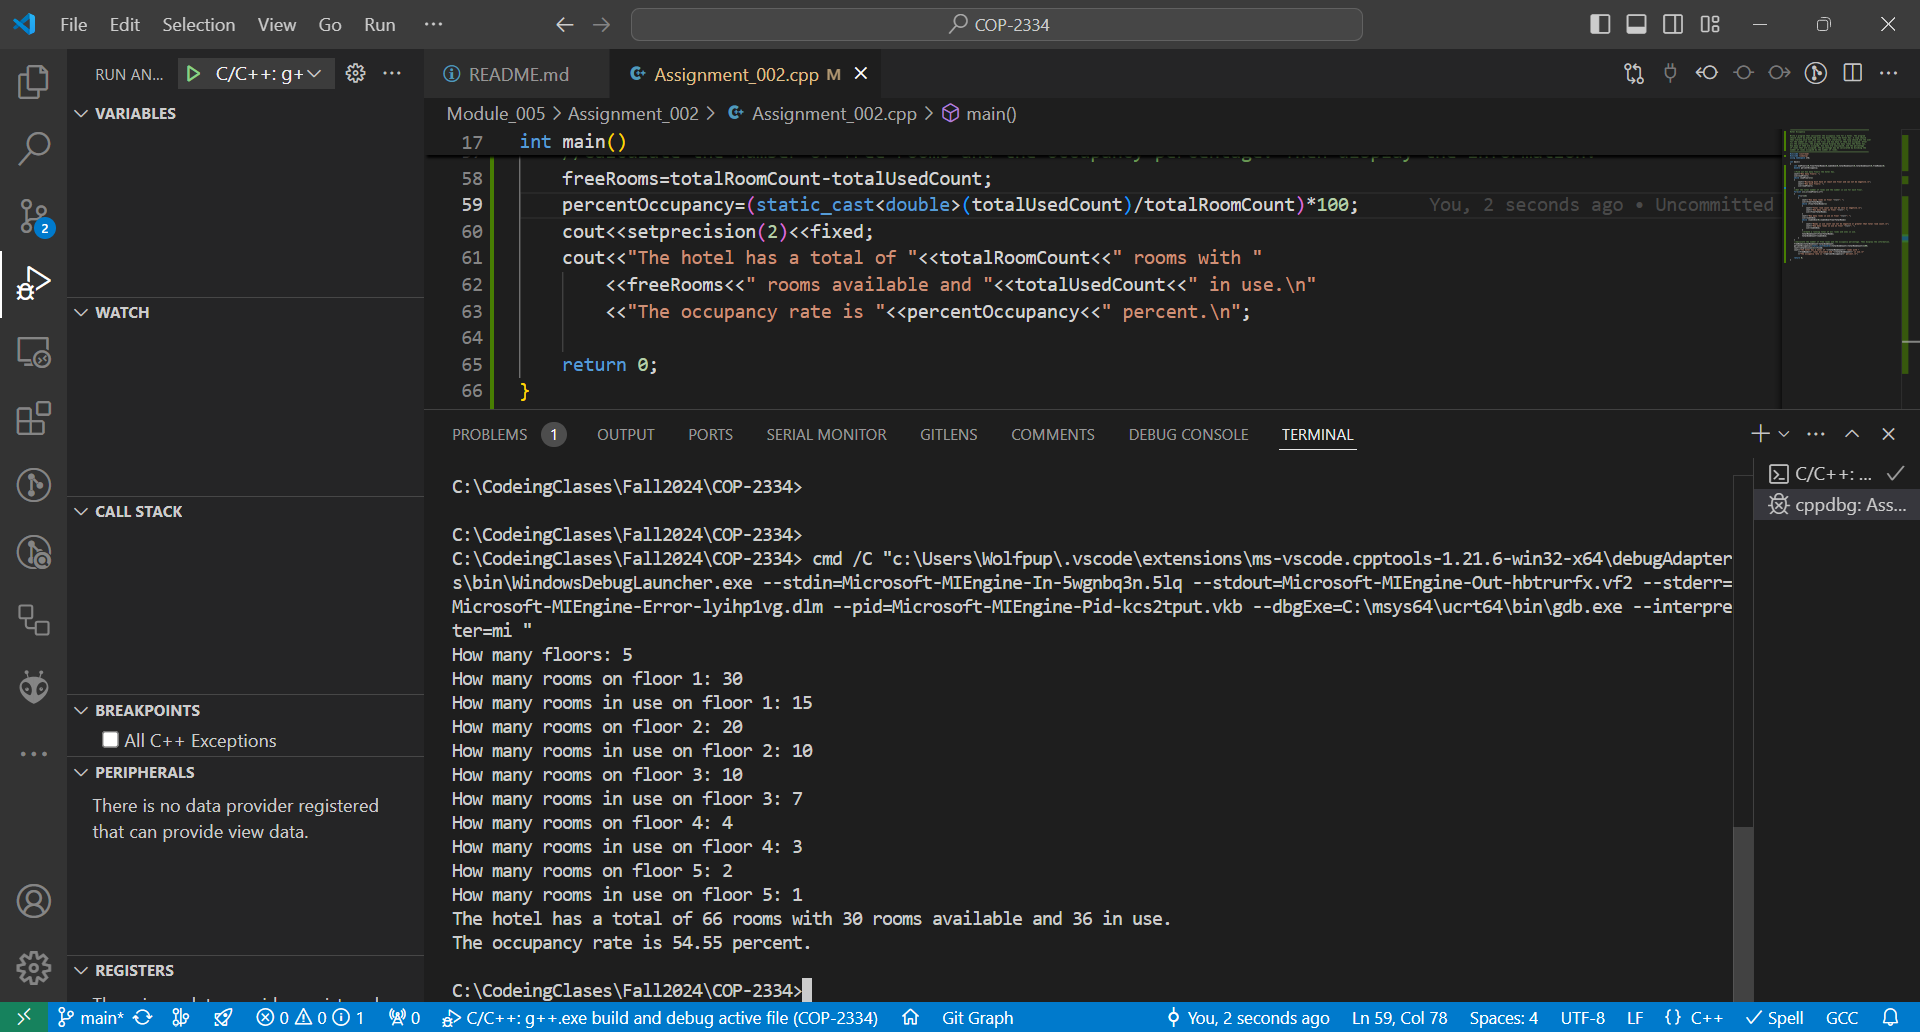 File Edit Selection View Go Run ···
COP-2334
RUN AN...
C/C++: g+
README.md
Assignment_002.cpp M
Module_005 > Assignment_002 > Assignment_002.cpp > main()
VARIABLES
WATCH
CALL STACK
BREAKPOINTS
All C++ Exceptions
PERIPHERALS
There is no data provider registered
that can provide view data.
REGISTERS
2
17 int main()
58 freeRooms=totalRoomCount-totalUsedCount;
59 percentOccupancy=(static_cast<double>(totalUsedCount)/totalRoomCount)*100; You, 2 seconds ago • Uncommitted
60 cout<<setprecision(2)<<fixed;
61 cout<<"The hotel has a total of "<<totalRoomCount<<" rooms with "
62 <<freeRooms<<" rooms available and "<<totalUsedCount<<" in use.\n"
63 <<"The occupancy rate is "<<percentOccupancy<<" percent.\n";
64
65 return 0;
66 }
PROBLEMS 1 OUTPUT PORTS SERIAL MONITOR GITLENS COMMENTS DEBUG CONSOLE TERMINAL
C/C++: ...
cppdbg: Ass...
C:\CodeingClases\Fall2024\COP-2334>
C:\CodeingClases\Fall2024\COP-2334>
C:\CodeingClases\Fall2024\COP-2334> cmd /C "c:\Users\Wolfpup\.vscode\extensions\ms-vscode.cpptools-1.21.6-win32-x64\debugAdapter
s\bin\WindowsDebugLauncher.exe --stdin=Microsoft-MIEngine-In-5wgnbq3n.5lq --stdout=Microsoft-MIEngine-Out-hbtrurfx.vf2 --stderr=
Microsoft-MIEngine-Error-lyihp1vg.dlm --pid=Microsoft-MIEngine-Pid-kcs2tput.vkb --dbgExe=C:\msys64\ucrt64\bin\gdb.exe --interpre
ter=mi "
How many floors: 5
How many rooms on floor 1: 30
How many rooms in use on floor 1: 15
How many rooms on floor 2: 20
How many rooms in use on floor 2: 10
How many rooms on floor 3: 10
How many rooms in use on floor 3: 7
How many rooms on floor 4: 4
How many rooms in use on floor 4: 3
How many rooms on floor 5: 2
How many rooms in use on floor 5: 1
The hotel has a total of 66 rooms with 30 rooms available and 36 in use.
The occupancy rate is 54.55 percent.
C:\CodeingClases\Fall2024\COP-2334>
main* 0 0 1 0 C/C++: g++.exe build and debug active file (COP-2334) Git Graph You, 2 seconds ago Ln 59, Col 78 Spaces: 4 UTF-8 LF {} C++ Spell GCC